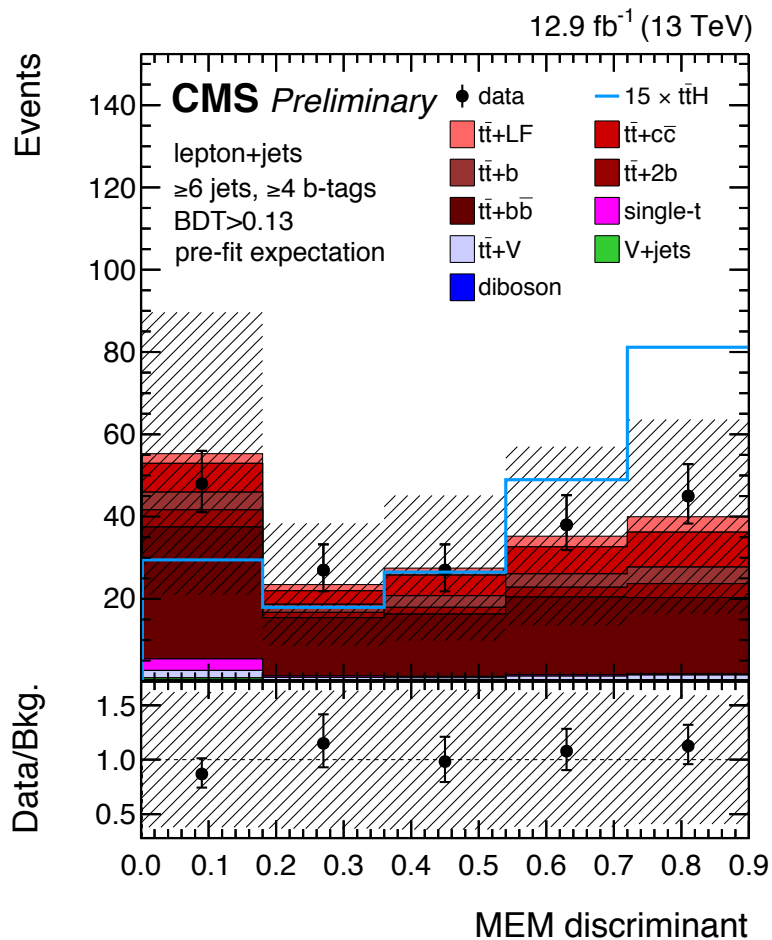 12.9 fb⁻¹ (13 TeV)
Events
CMS Preliminary
data
15 × tt̄H
tt̄+LF
tt̄+cc̄
lepton+jets
tt̄+b
tt̄+2b
≥6 jets, ≥4 b-tags
tt̄+bb̄
single-t
BDT>0.13
tt̄+V
V+jets
pre-fit expectation
diboson
140
120
100
80
60
40
20
Data/Bkg.
1.5
1.0
0.5
0.0 0.1 0.2 0.3 0.4 0.5 0.6 0.7 0.8 0.9
MEM discriminant